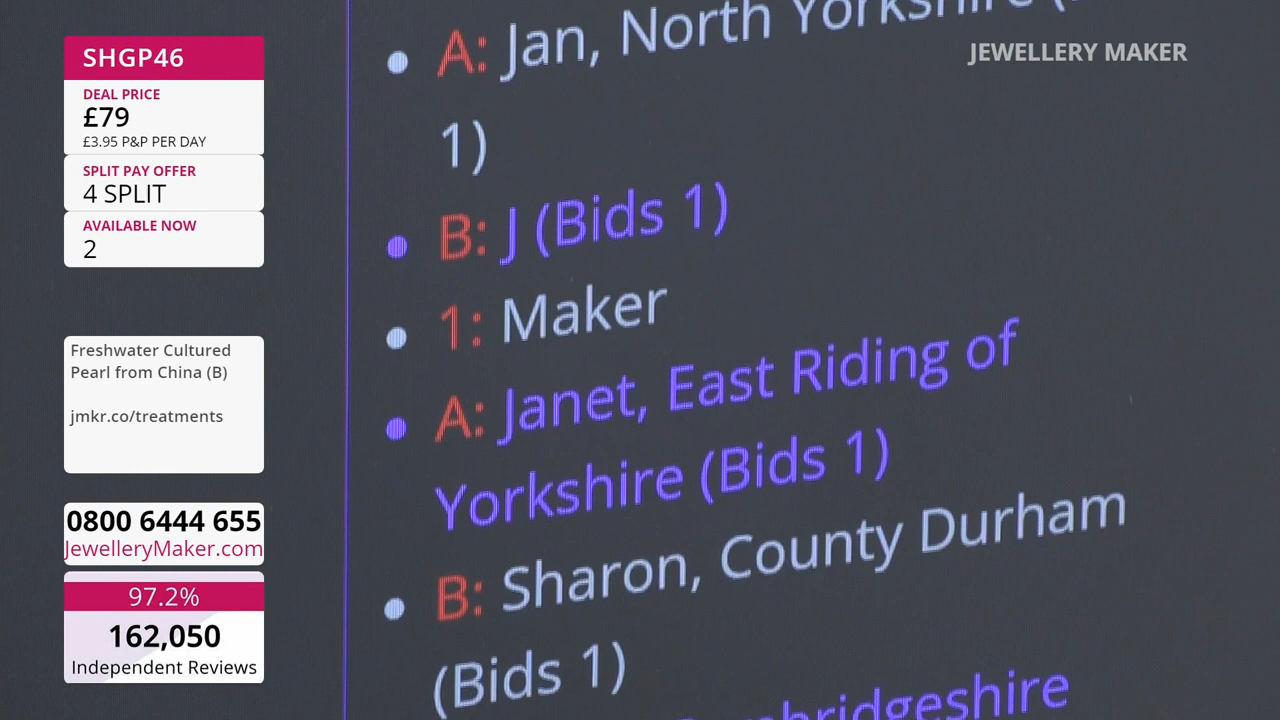 SHGP46
DEAL PRICE
£79
£3.95 P&P PER DAY
SPLIT PAY OFFER
4 SPLIT
AVAILABLE NOW
2
Freshwater Cultured
Pearl from China (B)
jmkr.co/treatments
0800 6444 655
JewelleryMaker.com
97.2%
162,050
Independent Reviews
JEWELLERY MAKER
A: Jan, North Yorkshire
1)
B: J (Bids 1)
1: Maker
A: Janet, East Riding of
Yorkshire (Bids 1)
B: Sharon, County Durham
(Bids 1)